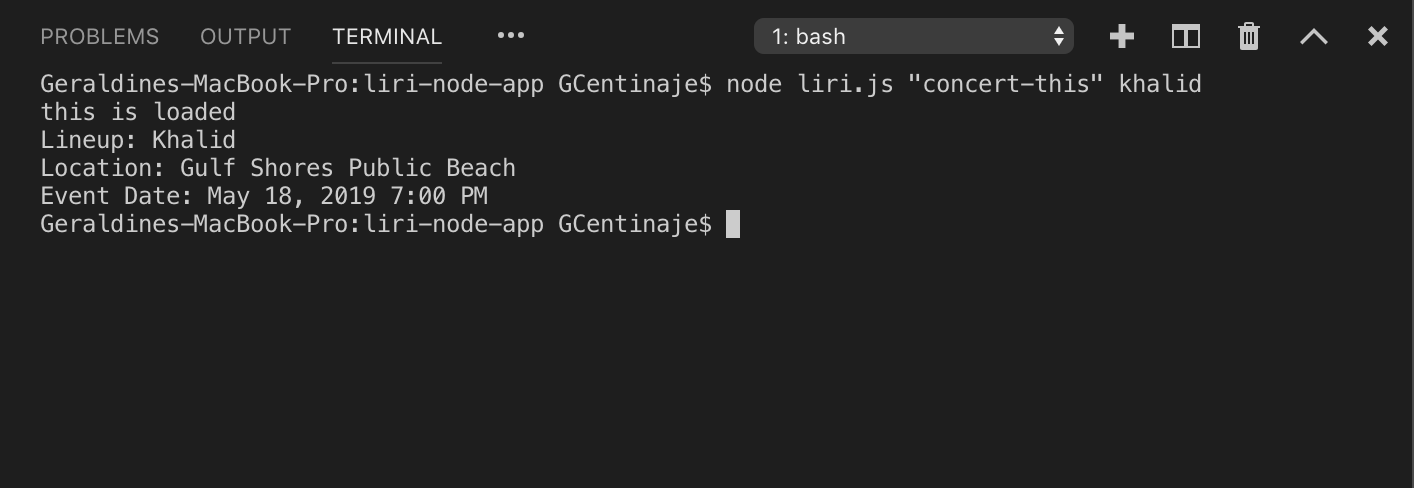 PROBLEMS OUTPUT TERMINAL ••• 1: bash
Geraldines-MacBook-Pro:liri-node-app GCentinaje$ node liri.js "concert-this" khalid
this is loaded
Lineup: Khalid
Location: Gulf Shores Public Beach
Event Date: May 18, 2019 7:00 PM
Geraldines-MacBook-Pro:liri-node-app GCentinaje$